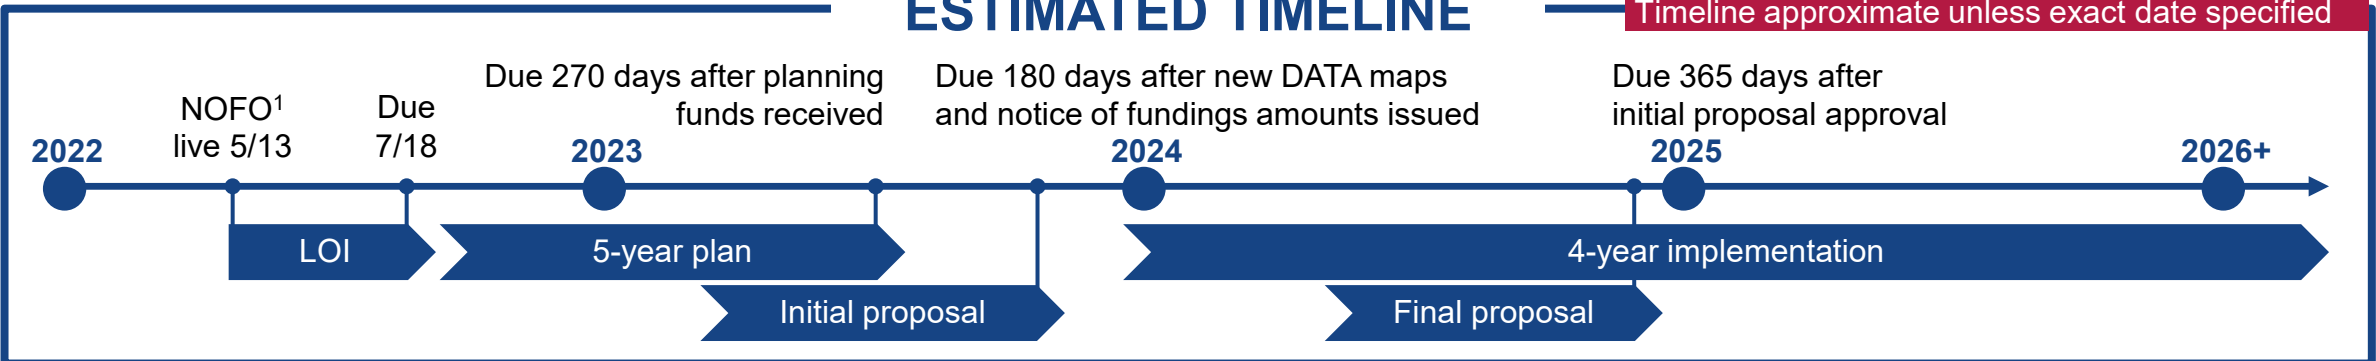 ESTIMATED TIMELINE
Timeline approximate unless exact date specified
NOFO1
live 5/13
Due
7/18
Due 270 days after planning
funds received
Due 180 days after new DATA maps
and notice of fundings amounts issued
Due 365 days after
initial proposal approval
2022
2023
2024
2025
2026+
LOI
5-year plan
4-year implementation
Initial proposal
Final proposal